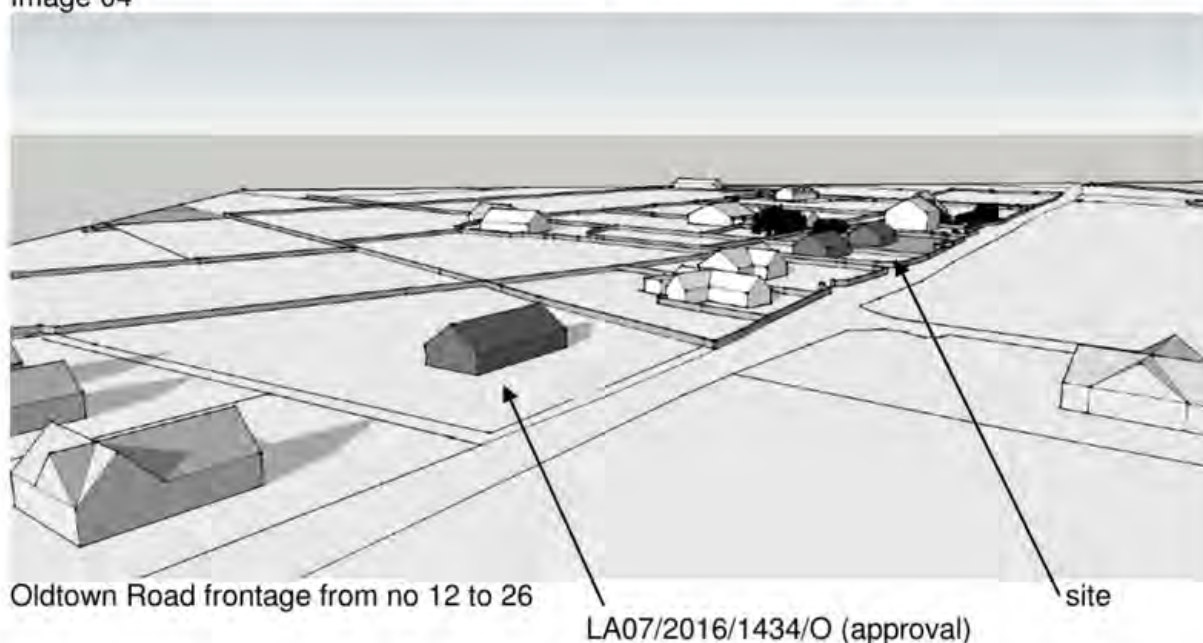 Image 04
Oldtown Road frontage from no 12 to 26
site
LA07/2016/1434/O (approval)